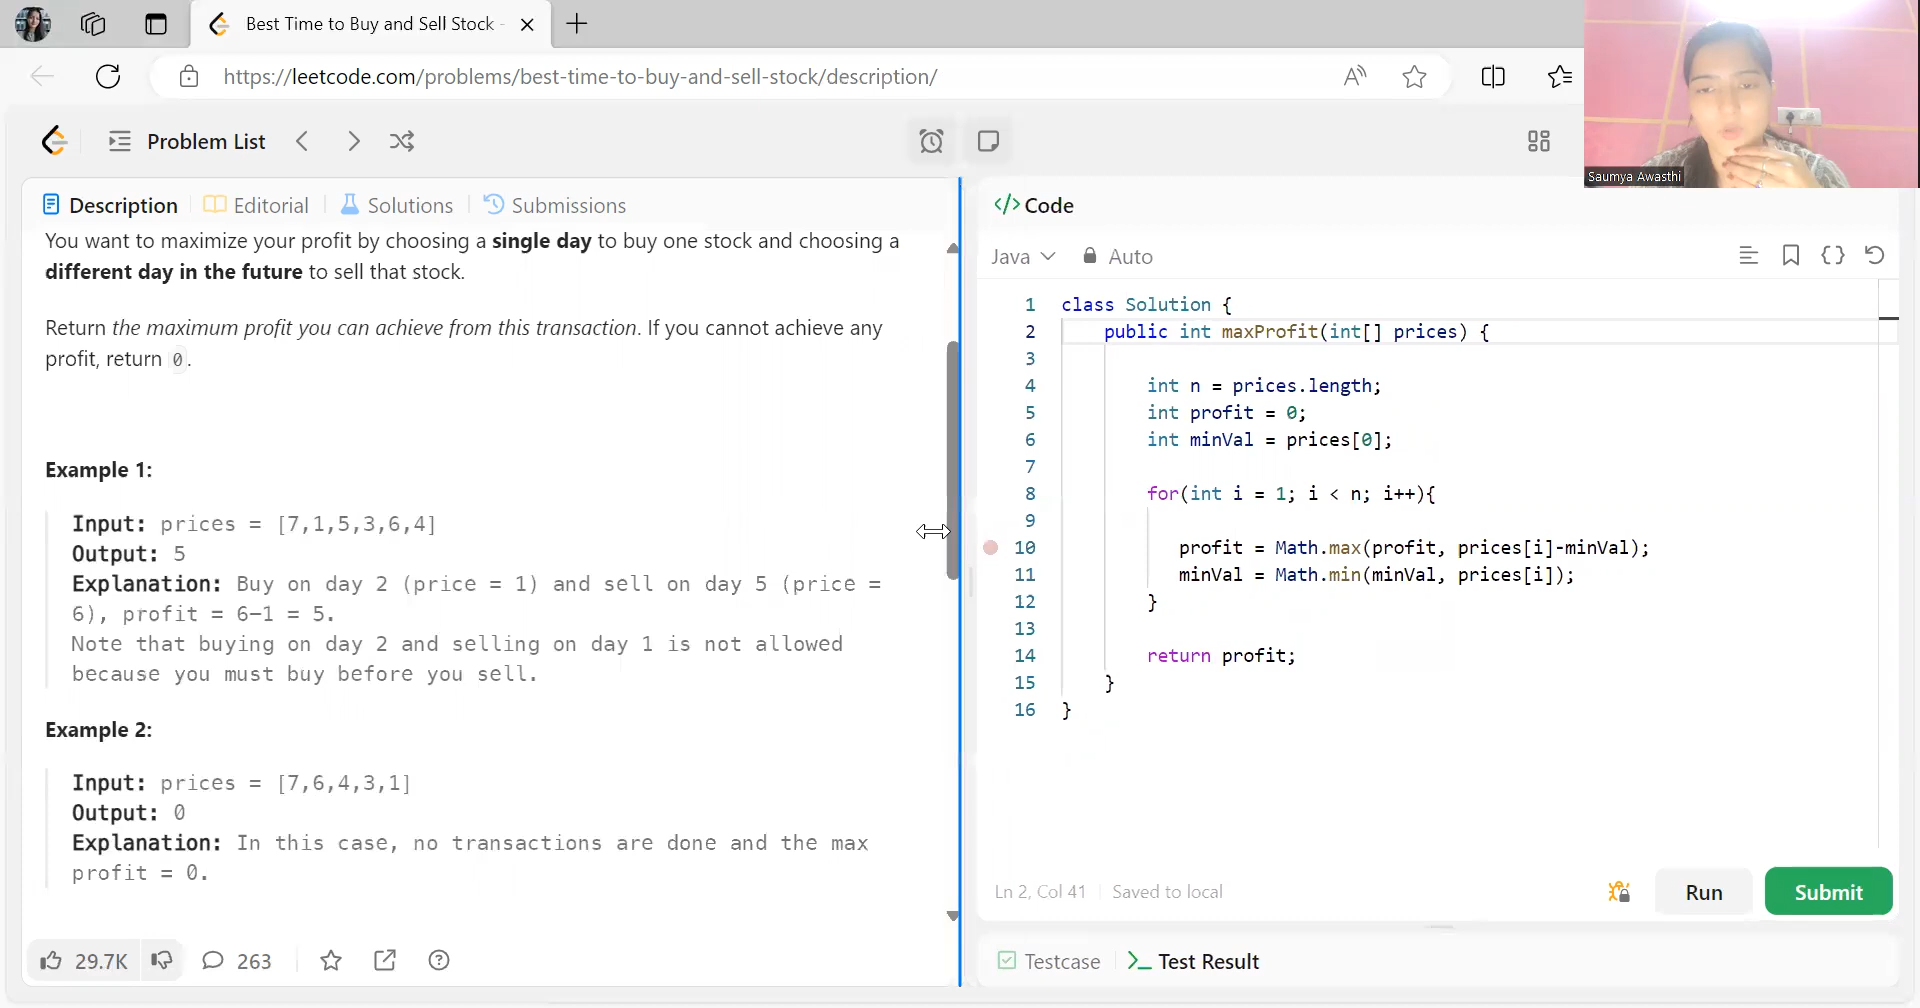 Best Time to Buy and Sell Stock -
https://leetcode.com/problems/best-time-to-buy-and-sell-stock/description/
Saumya Awasthi
Problem List
Description
Editorial
Solutions
Submissions
You want to maximize your profit by choosing a single day to buy one stock and choosing a
different day in the future to sell that stock.
Return the maximum profit you can achieve from this transaction. If you cannot achieve any
profit, return 0.
Example 1:
Input: prices = [7,1,5,3,6,4]
Output: 5
Explanation: Buy on day 2 (price = 1) and sell on day 5 (price =
6), profit = 6-1 = 5.
Note that buying on day 2 and selling on day 1 is not allowed
because you must buy before you sell.
Example 2:
Input: prices = [7,6,4,3,1]
Output: 0
Explanation: In this case, no transactions are done and the max
profit = 0.
29.7K
263
</> Code
Java
Auto
1 class Solution {
2 public int maxProfit(int[] prices) {
3
4 int n = prices.length;
5 int profit = 0;
6 int minVal = prices[0];
7
8 for(int i = 1; i < n; i++){
9
10 profit = Math.max(profit, prices[i]-minVal);
11 minVal = Math.min(minVal, prices[i]);
12 }
13
14 return profit;
15 }
16 }
Ln 2, Col 41
Saved to local
Run
Submit
Testcase
Test Result